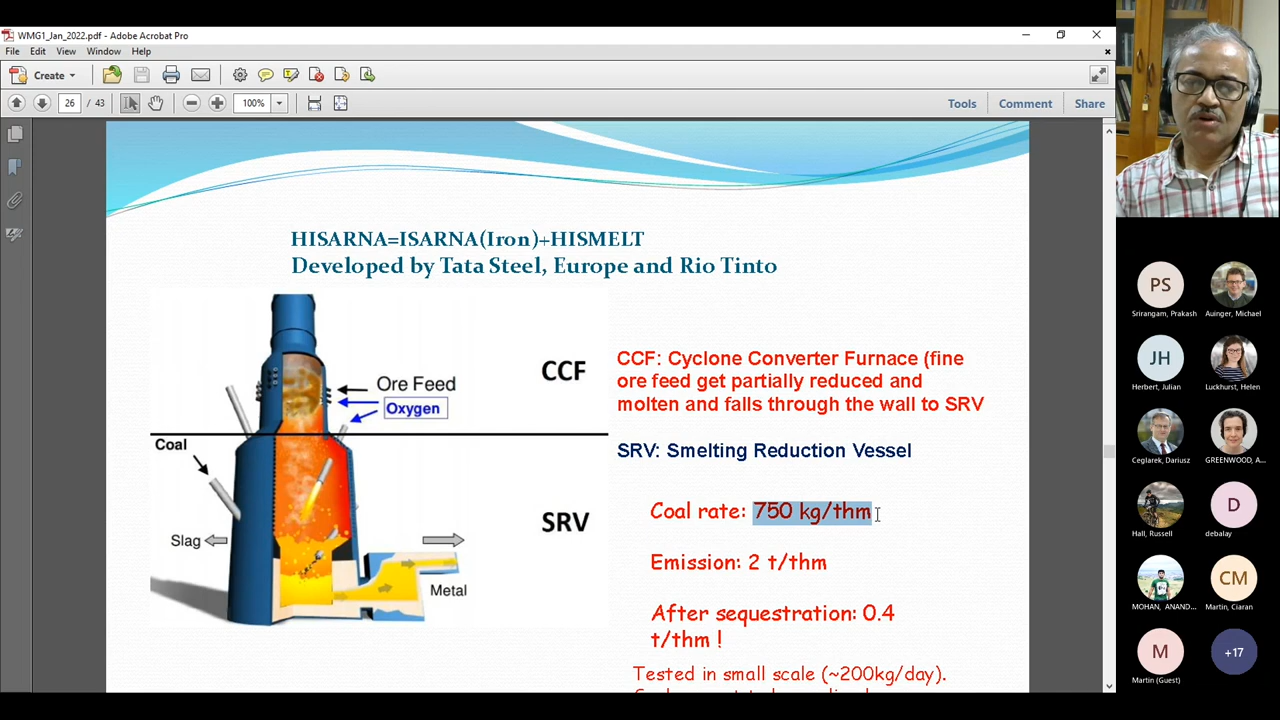 WMG1_Jan_2022.pdf - Adobe Acrobat Pro
File Edit View Window Help
Create
26 / 43
100%
Tools Comment Share
HISARNA=ISARNA(Iron)+HISMELT
Developed by Tata Steel, Europe and Rio Tinto
CCF
Ore Feed
Oxygen
Coal
SRV
Slag
Metal
CCF: Cyclone Converter Furnace (fine
ore feed get partially reduced and
molten and falls through the wall to SRV
SRV: Smelting Reduction Vessel
Coal rate: 750 kg/thm
Emission: 2 t/thm
After sequestration: 0.4
t/thm !
Tested in small scale (~200kg/day).
PS
Srirangam, Prakash
Auinger, Michael
JH
Herbert, Julian
Luckhurst, Helen
Ceglarek, Dariusz
GREENWOOD, A...
Hall, Russell
D
debalay
MOHAN, ANAND...
CM
Martin, Ciaran
M
Martin (Guest)
+17